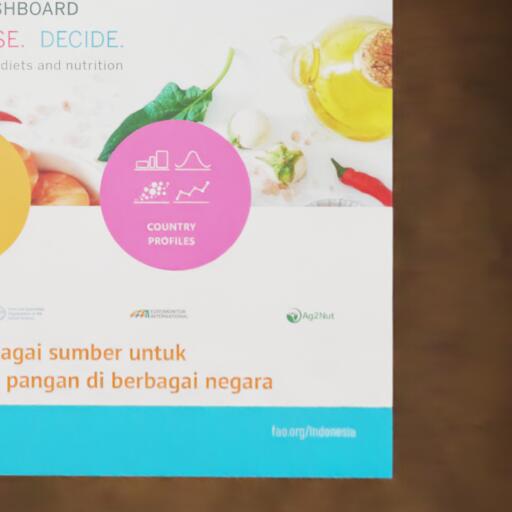 SHBOARD
SE. DECIDE.
diets and nutrition
COUNTRY
PROFILES
Ag2Nut
agai sumber untuk
pangan di berbagai negara
fao.org/indonesia